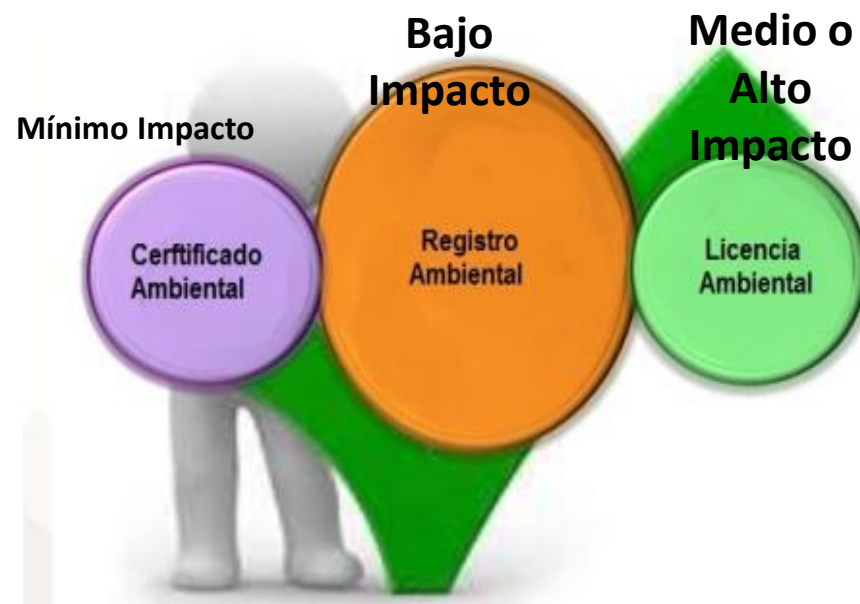 Mínimo Impacto
Bajo
Impacto
Medio o
Alto
Impacto
Cerftificado
Ambiental
Registro
Ambiental
Licencia
Ambiental